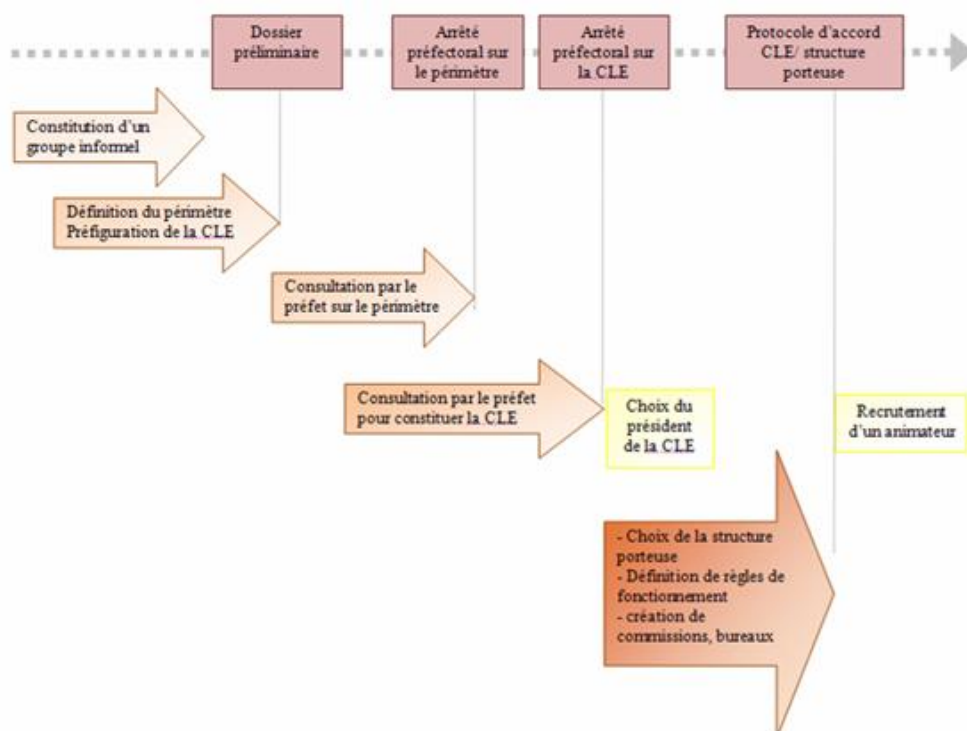 Dossier
préliminaire
Arrêté
préfectoral sur
le périmètre
Arrêté
préfectoral sur
la CLE
Protocole d'accord
CLE/ structure
porteuse
Constitution d'un
groupe informel
Définition du périmètre
Préfiguration de la CLE
Consultation par le
préfet sur le périmètre
Consultation par le préfet
pour constituer la CLE
Choix du
président
de la CLE
Recrutement
d'un animateur
- Choix de la structure
porteuse
- Définition de règles de
fonctionnement
- création de
commissions, bureaux